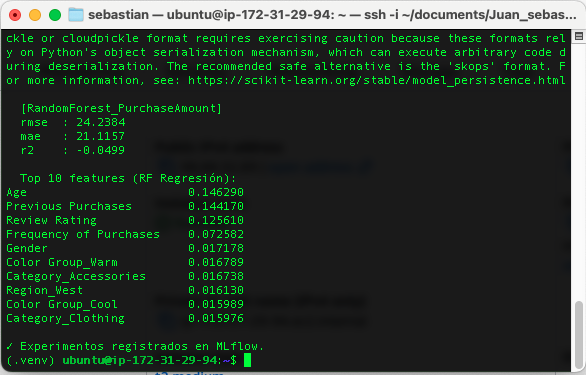 sebastian — ubuntu@ip-172-31-29-94: ~ — ssh -i ~/documents/Juan_sebas...
ckle or cloudpickle format requires exercising caution because these formats rel
y on Python's object serialization mechanism, which can execute arbitrary code d
uring deserialization. The recommended safe alternative is the 'skops' format. F
or more information, see: https://scikit-learn.org/stable/model_persistence.html
[RandomForest_PurchaseAmount]
rmse : 24.2384
mae : 21.1157
r2 : -0.0499
Top 10 features (RF Regresión):
Age 0.146290
Previous Purchases 0.144170
Review Rating 0.125610
Frequency of Purchases 0.072582
Gender 0.017178
Color Group_Warm 0.016789
Category_Accessories 0.016738
Region_West 0.016130
Color Group_Cool 0.015989
Category_Clothing 0.015976
✓ Experimentos registrados en MLflow.
(.venv) ubuntu@ip-172-31-29-94:~$